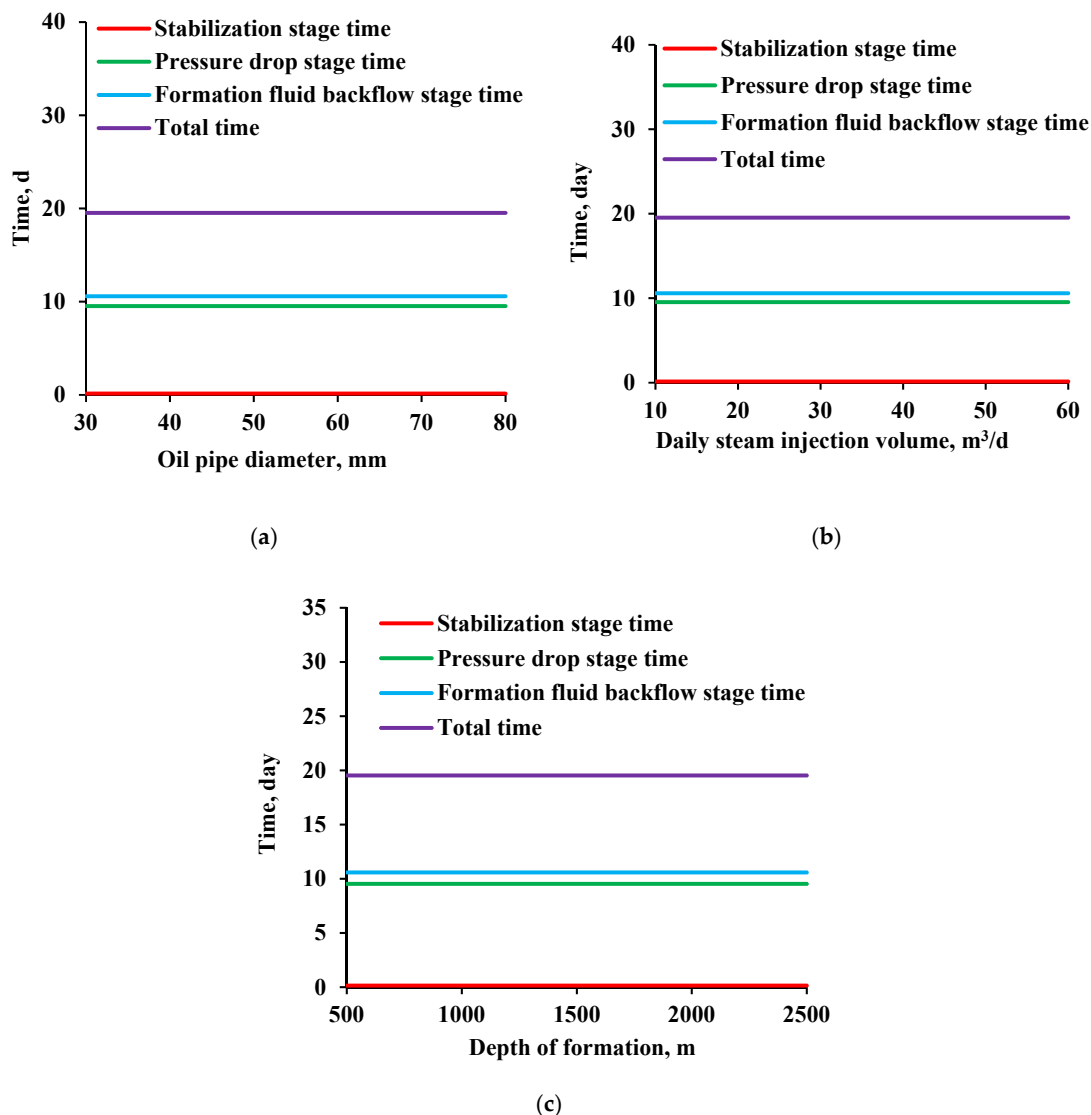 40
30
20
10
0
Time, d
Stabilization stage time
Pressure drop stage time
Formation fluid backflow stage time
Total time
30 40 50 60 70 80
Oil pipe diameter, mm
(a)
40
30
20
10
0
Time, day
Stabilization stage time
Pressure drop stage time
Formation fluid backflow stage time
Total time
10 20 30 40 50 60
Daily steam injection volume, m³/d
(b)
35
30
25
20
15
10
5
0
Time, day
Stabilization stage time
Pressure drop stage time
Formation fluid backflow stage time
Total time
500 1000 1500 2000 2500
Depth of formation, m
(c)